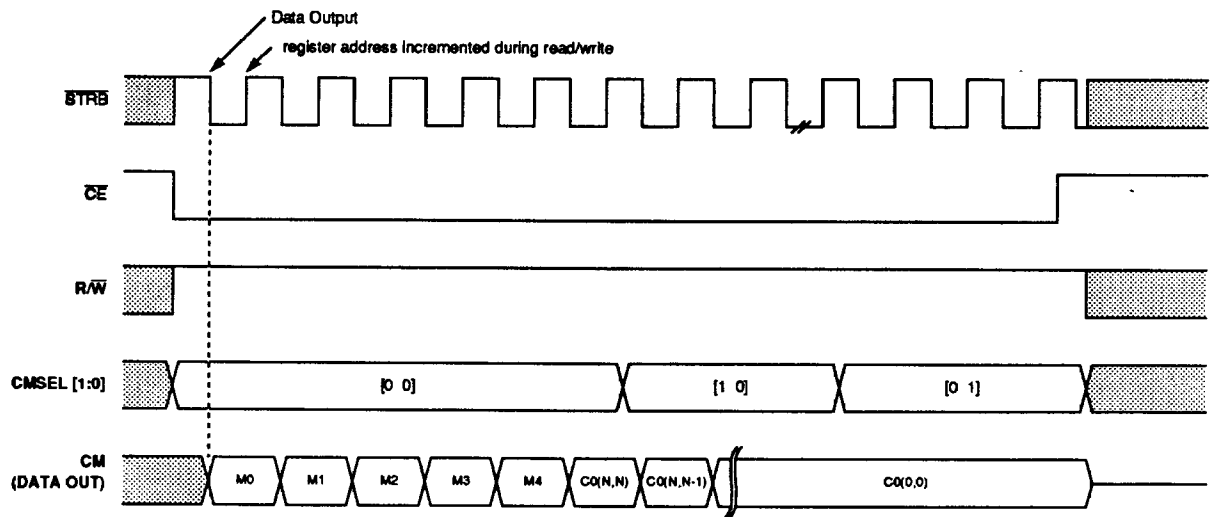 Data Output
register address incremented during read/write
STRB
CE
R/W
CMSEL [1:0]
[0 0]
[1 0]
[0 1]
CM
(DATA OUT)
M0
M1
M2
M3
M4
C0(N,N)
C0(N,N-1)
C0(0,0)